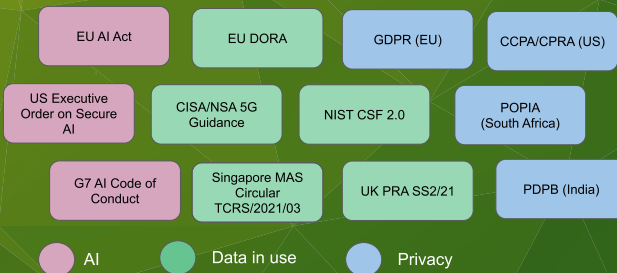 EU AI Act
EU DORA
GDPR (EU)
CCPA/CPRA (US)
US Executive
Order on Secure
AI
CISA/NSA 5G
Guidance
NIST CSF 2.0
POPIA
(South Africa)
G7 AI Code of
Conduct
Singapore MAS
Circular
TCRS/2021/03
UK PRA SS2/21
PDPB (India)
AI
Data in use
Privacy